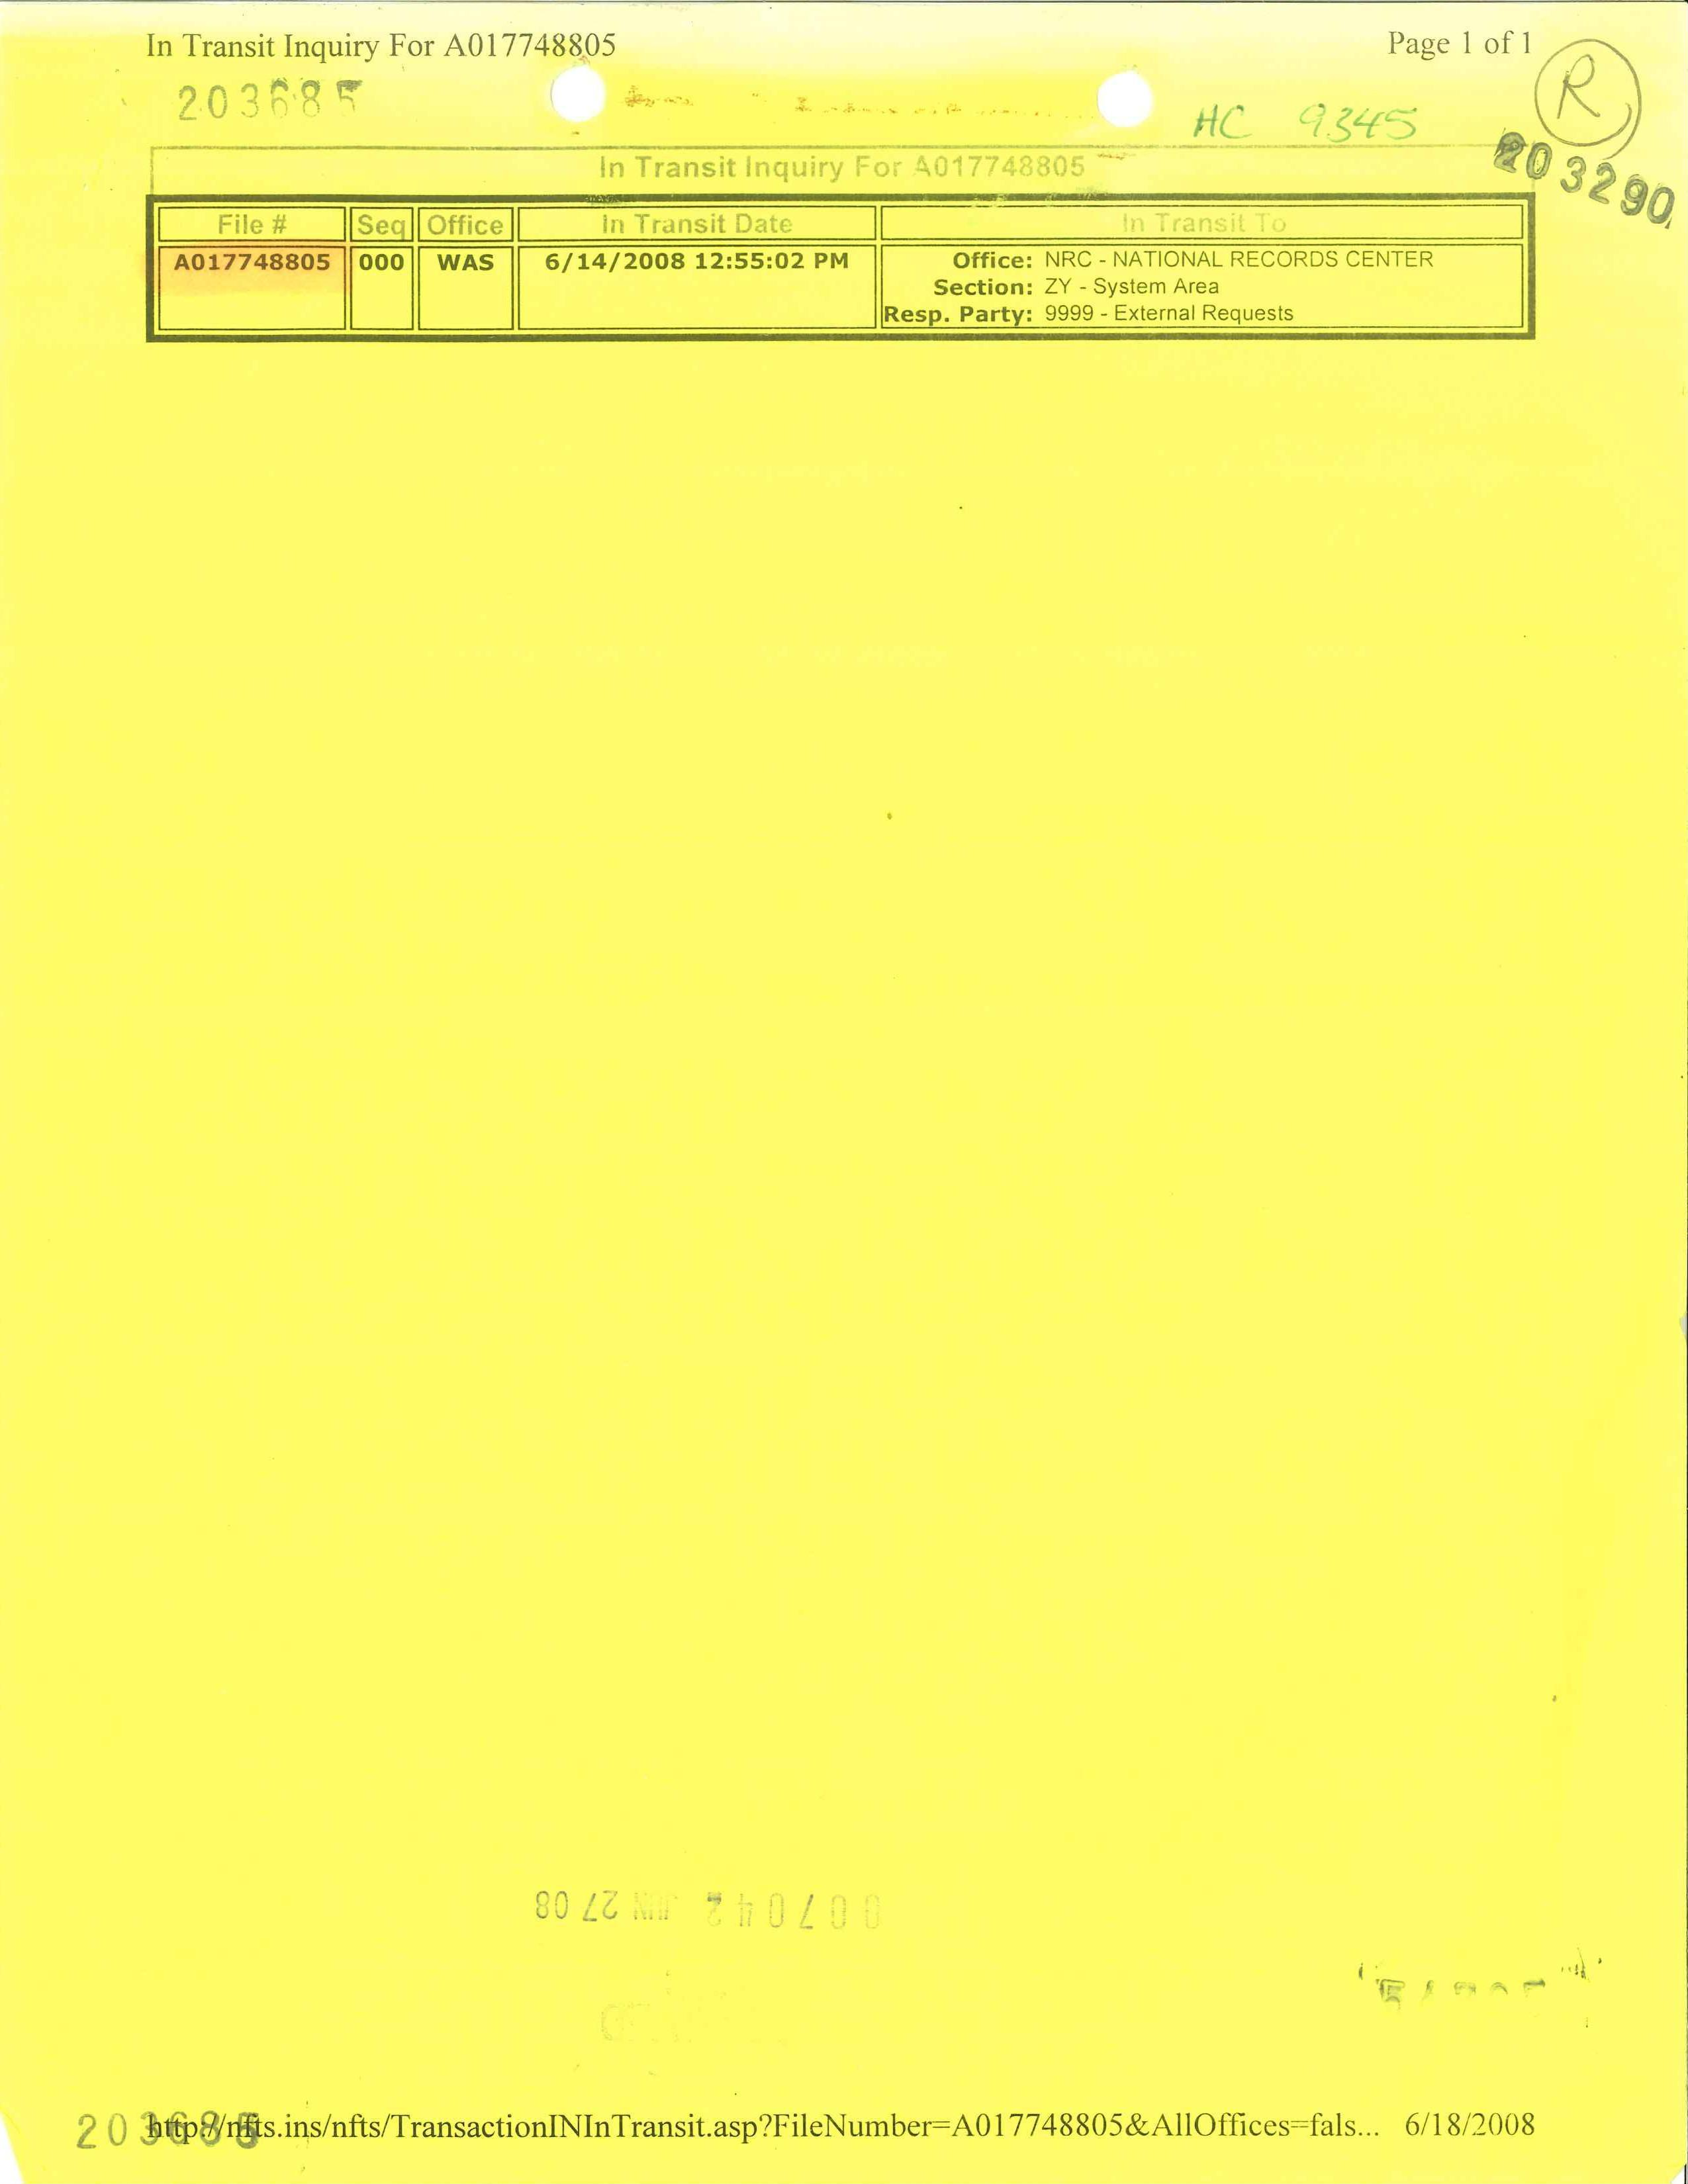 In Transit Inquiry For A017748805
Page 1 of 1
R
203685
HC 9345
203290
In Transit Inquiry For A017748805
File # Seq Office In Transit Date In Transit To
A017748805 000 WAS 6/14/2008 12:55:02 PM Office: NRC - NATIONAL RECORDS CENTER
Section: ZY - System Area
Resp. Party: 9999 - External Requests
007042 JUN 27 08
203685
http://nfts.ins/nfts/TransactionINInTransit.asp?FileNumber=A017748805&AllOffices=fals... 6/18/2008